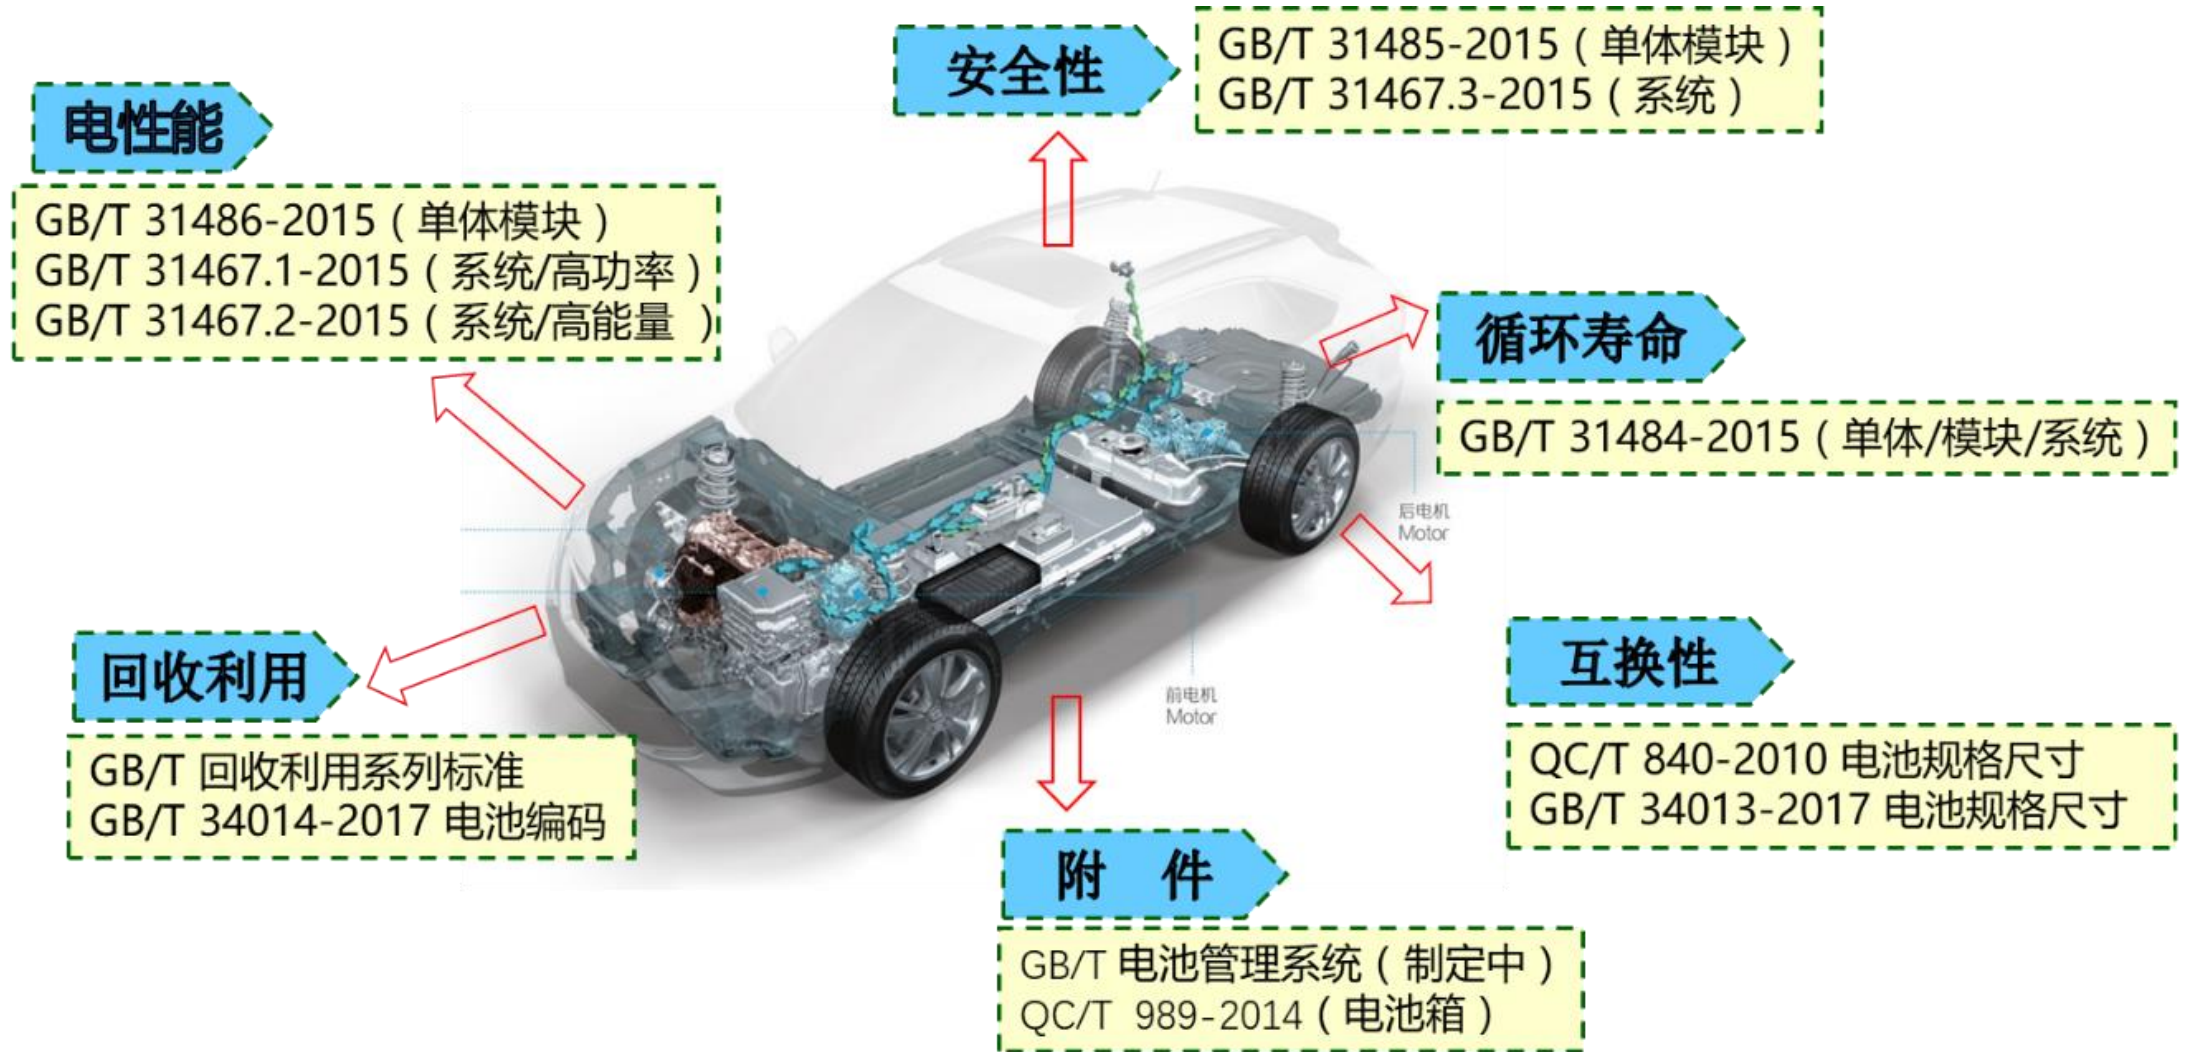 安全性
GB/T 31485-2015（单体模块）
GB/T 31467.3-2015（系统）
电性能
GB/T 31486-2015（单体模块）
GB/T 31467.1-2015（系统/高功率）
GB/T 31467.2-2015（系统/高能量 ）
循环寿命
GB/T 31484-2015（单体/模块/系统）
后电机
Motor
前电机
Motor
回收利用
GB/T 回收利用系列标准
GB/T 34014-2017 电池编码
互换性
QC/T 840-2010 电池规格尺寸
GB/T 34013-2017 电池规格尺寸
附 件
GB/T 电池管理系统（制定中）
QC/T 989-2014（电池箱）